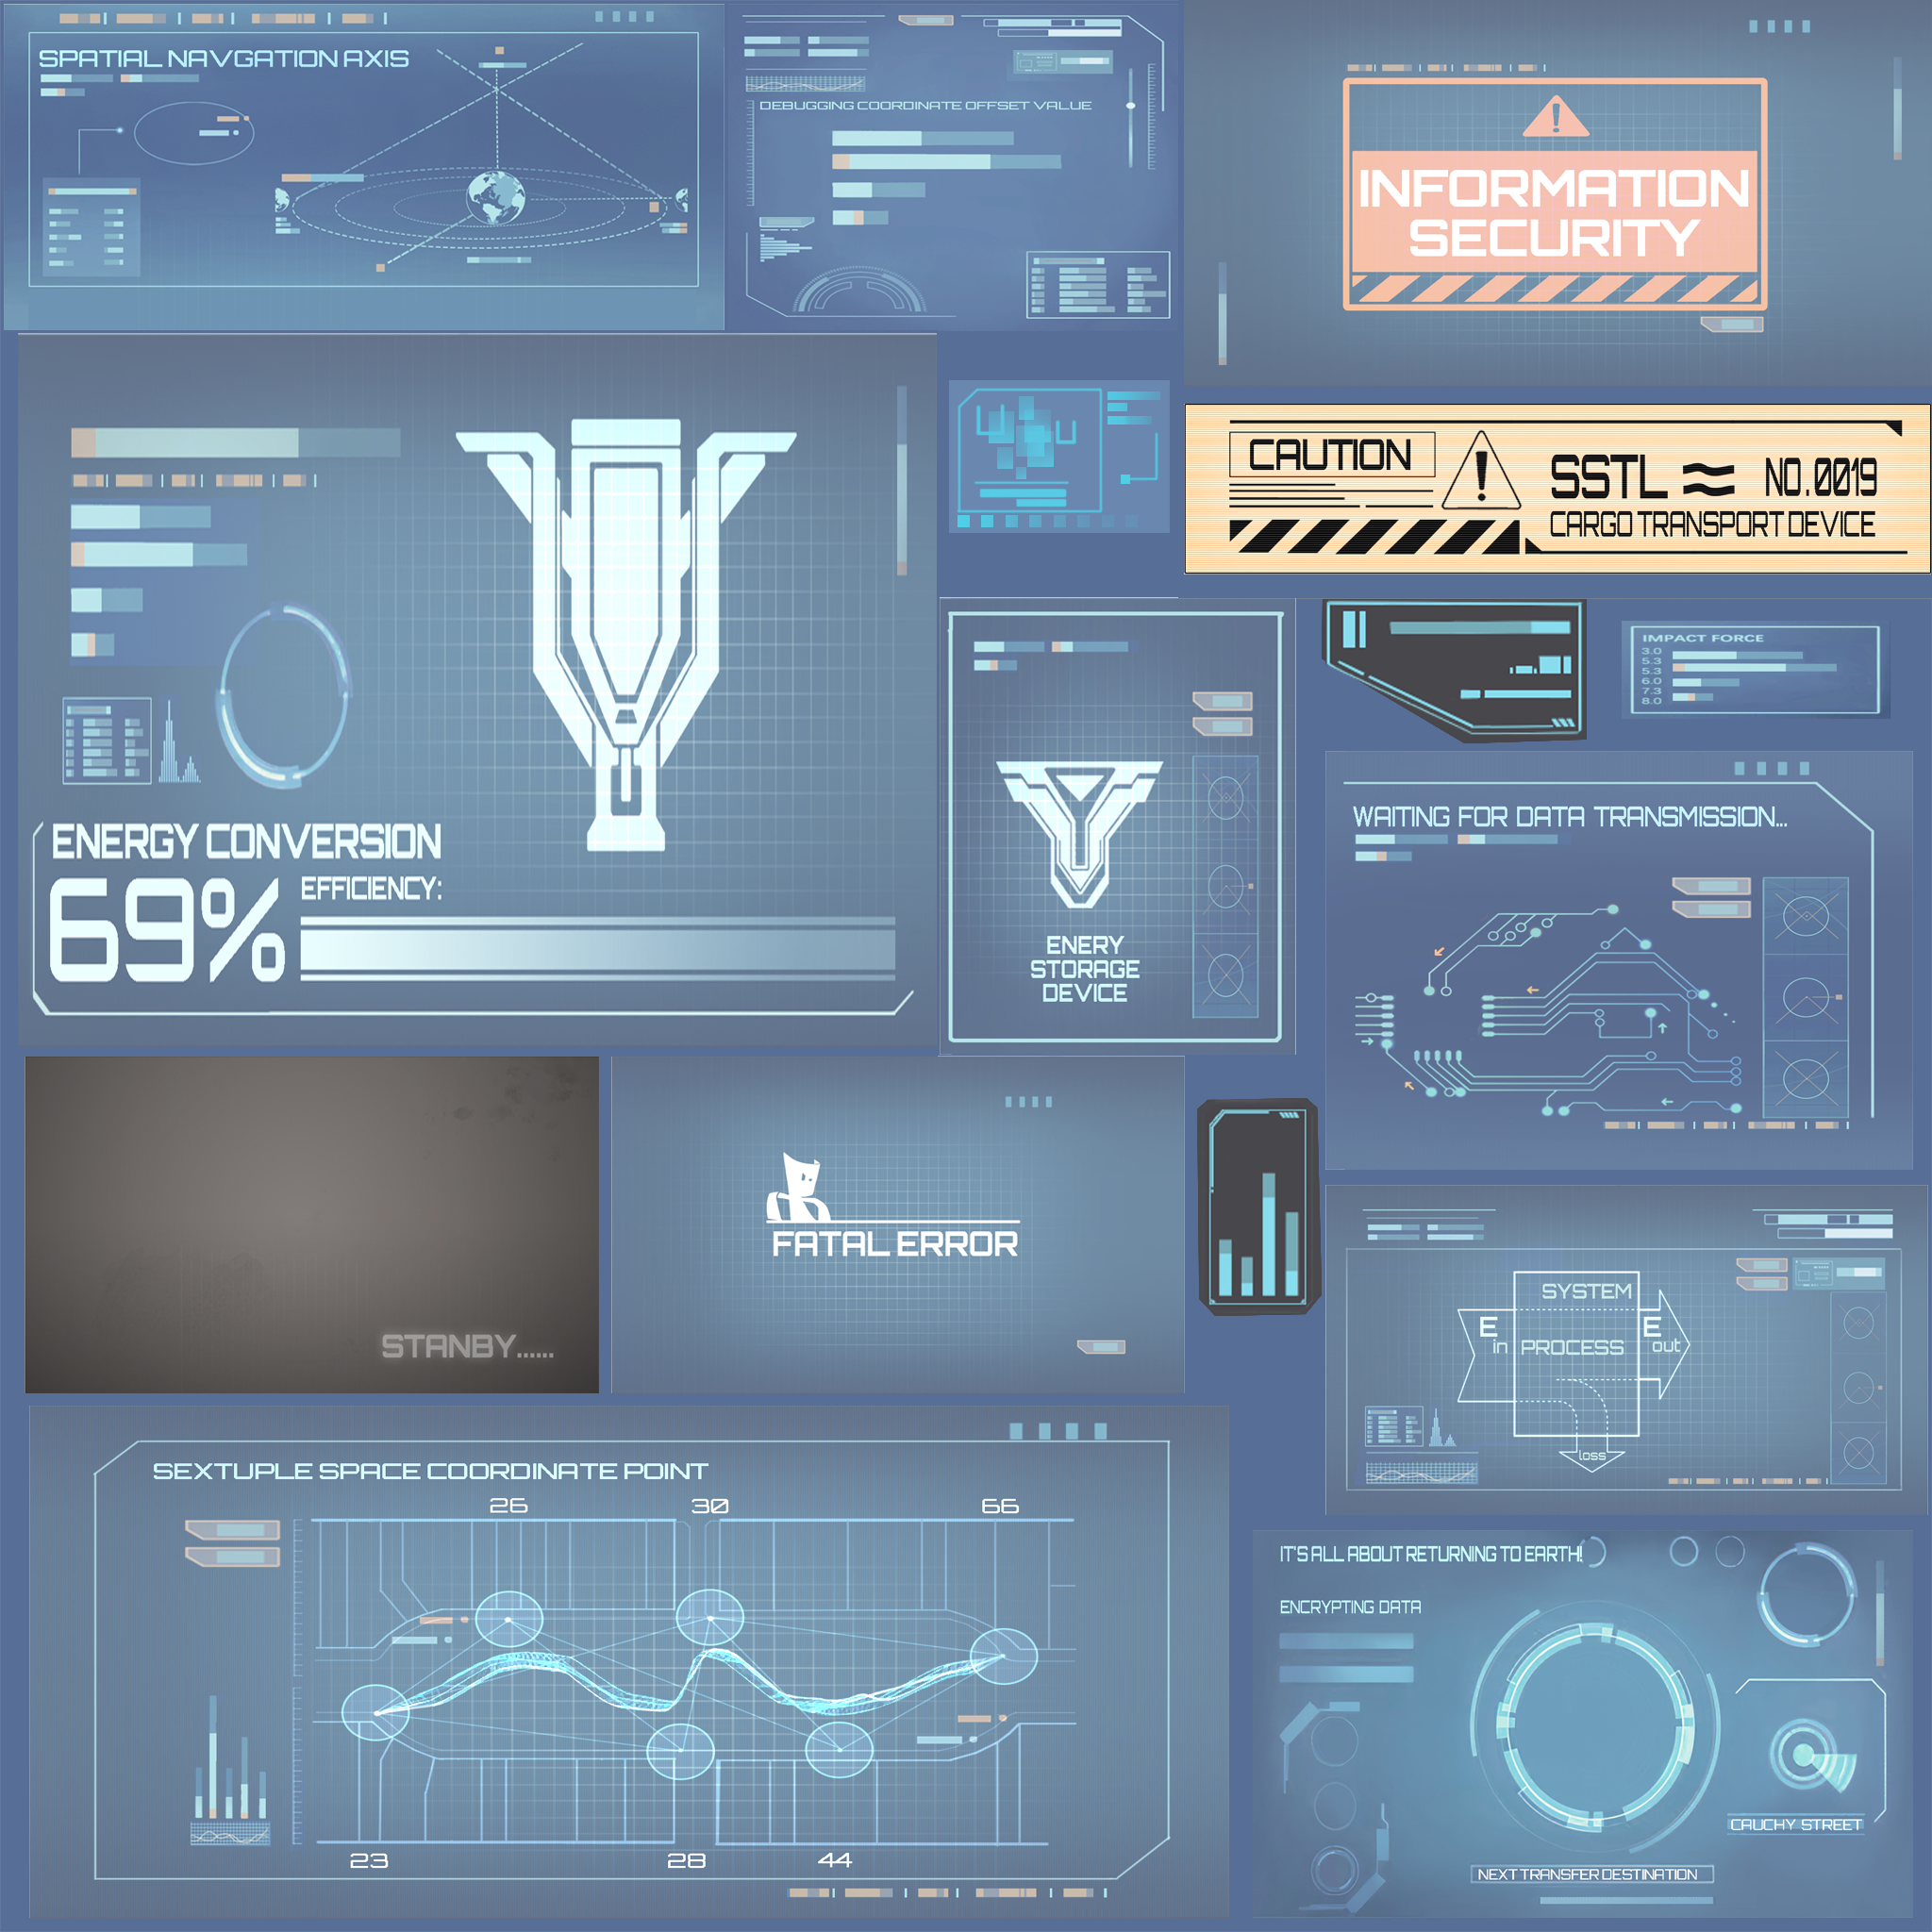 SPATIAL NAVGATION AXIS
DEBUGGING COORDINATE OFFSET VALUE
INFORMATION
SECURITY
CAUTION
SSTL ≈ NO.0019
CARGO TRANSPORT DEVICE
ENERGY CONVERSION
69%
EFFICIENCY:
ENERY
STORAGE
DEVICE
IMPACT FORCE
3.0
5.3
5.3
6.0
7.3
8.0
WAITING FOR DATA TRANSMISSION...
STANBY......
FATAL ERROR
SYSTEM
E in PROCESS E out
loss
SEXTUPLE SPACE COORDINATE POINT
26 30 66
23 28 44
IT'S ALL ABOUT RETURNING TO EARTH!
ENCRYPTING DATA
CAUCHY STREET
NEXT TRANSFER DESTINATION